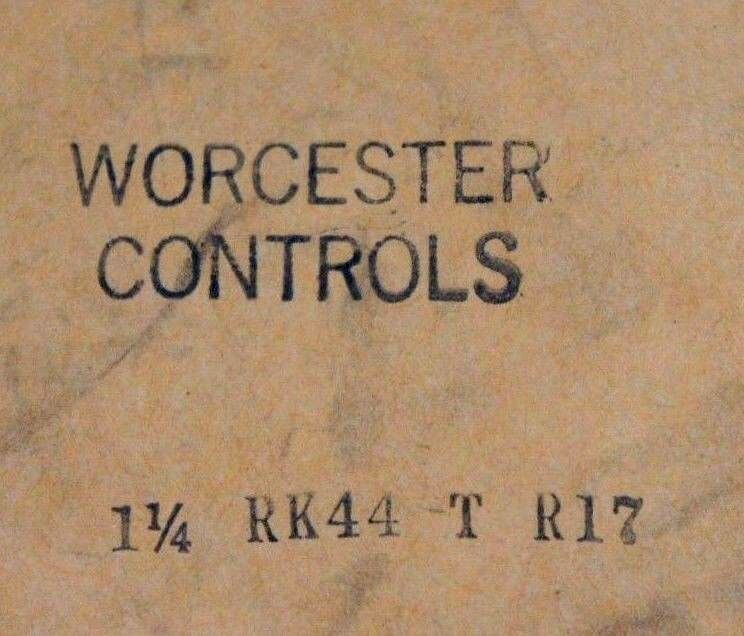 WORCESTER
CONTROLS
1¼ RK44 T R17